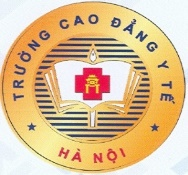 TRƯỜNG CAO ĐẲNG Y TẾ
HÀ NỘI